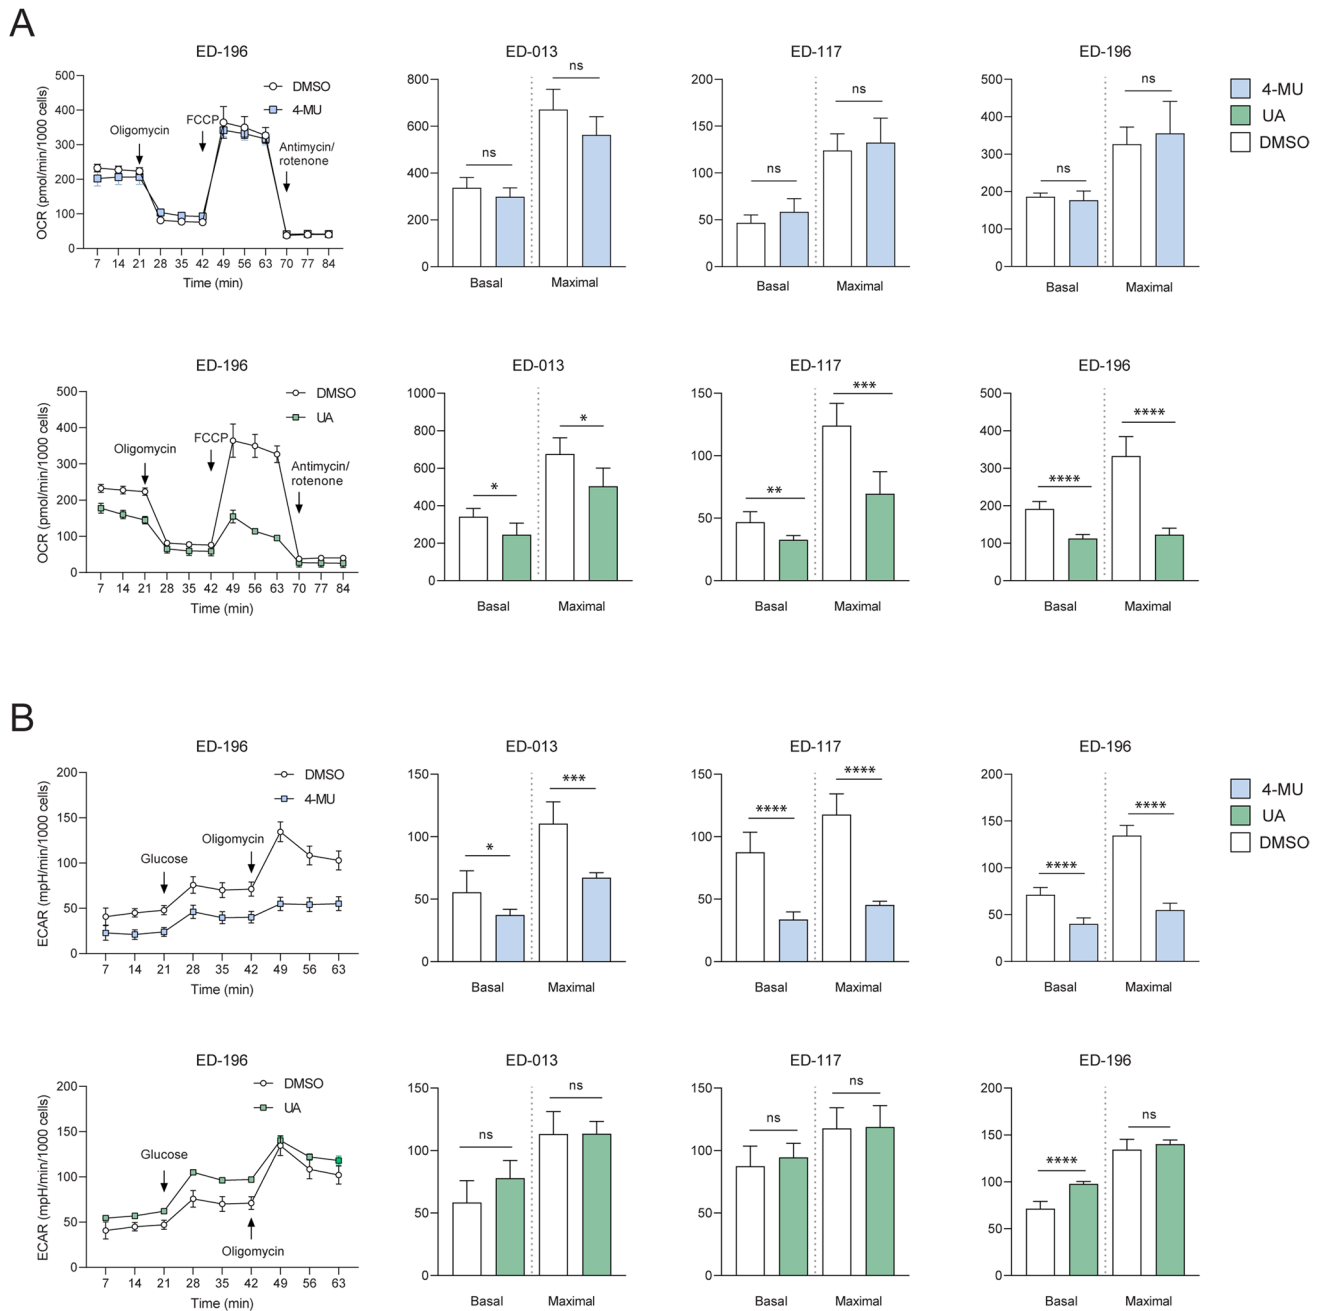 A
ED-196
OCR (pmol/min/1000 cells)
500
400
300
200
100
0
DMSO
4-MU
Oligomycin
FCCP
Antimycin/
rotenone
7 14 21 28 35 42 49 56 63 70 77 84
Time (min)
ED-013
800
600
400
200
0
ns
ns
Basal Maximal
ED-117
200
150
100
50
0
ns
ns
Basal Maximal
ED-196
500
400
300
200
100
0
ns
ns
Basal Maximal
4-MU
UA
DMSO
ED-196
OCR (pmol/min/1000 cells)
500
400
300
200
100
0
DMSO
UA
Oligomycin
FCCP
Antimycin/
rotenone
7 14 21 28 35 42 49 56 63 70 77 84
Time (min)
ED-013
1000
800
600
400
200
0
*
*
Basal Maximal
ED-117
150
100
50
0
**
***
Basal Maximal
ED-196
500
400
300
200
100
0
****
****
Basal Maximal
B
ED-196
ECAR (mpH/min/1000 cells)
200
150
100
50
0
DMSO
4-MU
Glucose
Oligomycin
7 14 21 28 35 42 49 56 63
Time (min)
ED-013
150
100
50
0
*
***
Basal Maximal
ED-117
150
100
50
0
****
****
Basal Maximal
ED-196
200
150
100
50
0
****
****
Basal Maximal
4-MU
UA
DMSO
ED-196
ECAR (mpH/min/1000 cells)
200
150
100
50
0
DMSO
UA
Glucose
Oligomycin
7 14 21 28 35 42 49 56 63
Time (min)
ED-013
150
100
50
0
ns
ns
Basal Maximal
ED-117
150
100
50
0
ns
ns
Basal Maximal
ED-196
200
150
100
50
0
****
ns
Basal Maximal